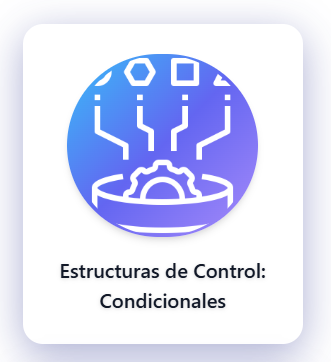 Estructuras de Control:
Condicionales